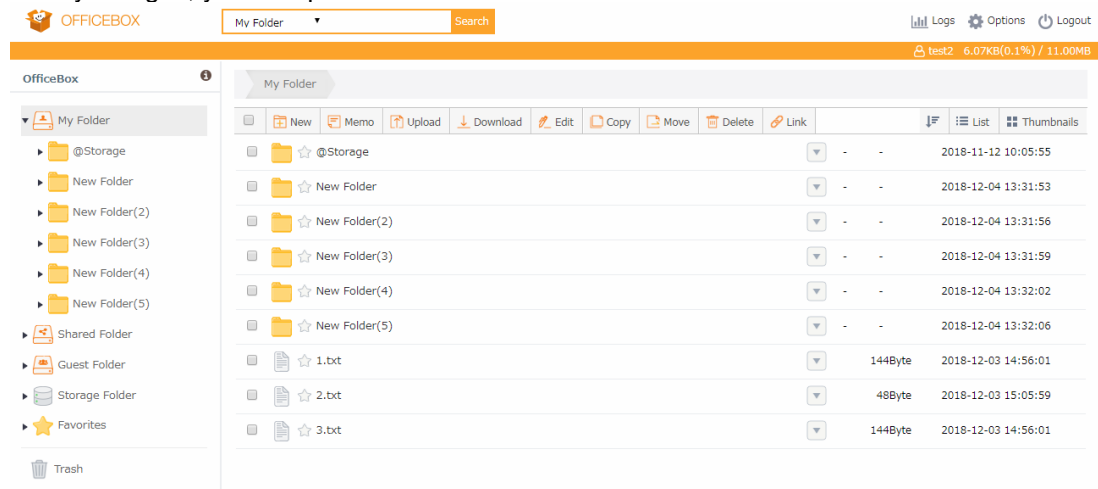 OFFICEBOX My Folder Search Logs Options Logout
test2 6.07KB(0.1%) / 11.00MB
OfficeBox
My Folder
@Storage
New Folder
New Folder(2)
New Folder(3)
New Folder(4)
New Folder(5)
Shared Folder
Guest Folder
Storage Folder
Favorites
Trash
My Folder
New Memo Upload Download Edit Copy Move Delete Link List Thumbnails
@Storage - - 2018-11-12 10:05:55
New Folder - - 2018-12-04 13:31:53
New Folder(2) - - 2018-12-04 13:31:56
New Folder(3) - - 2018-12-04 13:31:59
New Folder(4) - - 2018-12-04 13:32:02
New Folder(5) - - 2018-12-04 13:32:06
1.txt 144Byte 2018-12-03 14:56:01
2.txt 48Byte 2018-12-03 15:05:59
3.txt 144Byte 2018-12-03 14:56:01